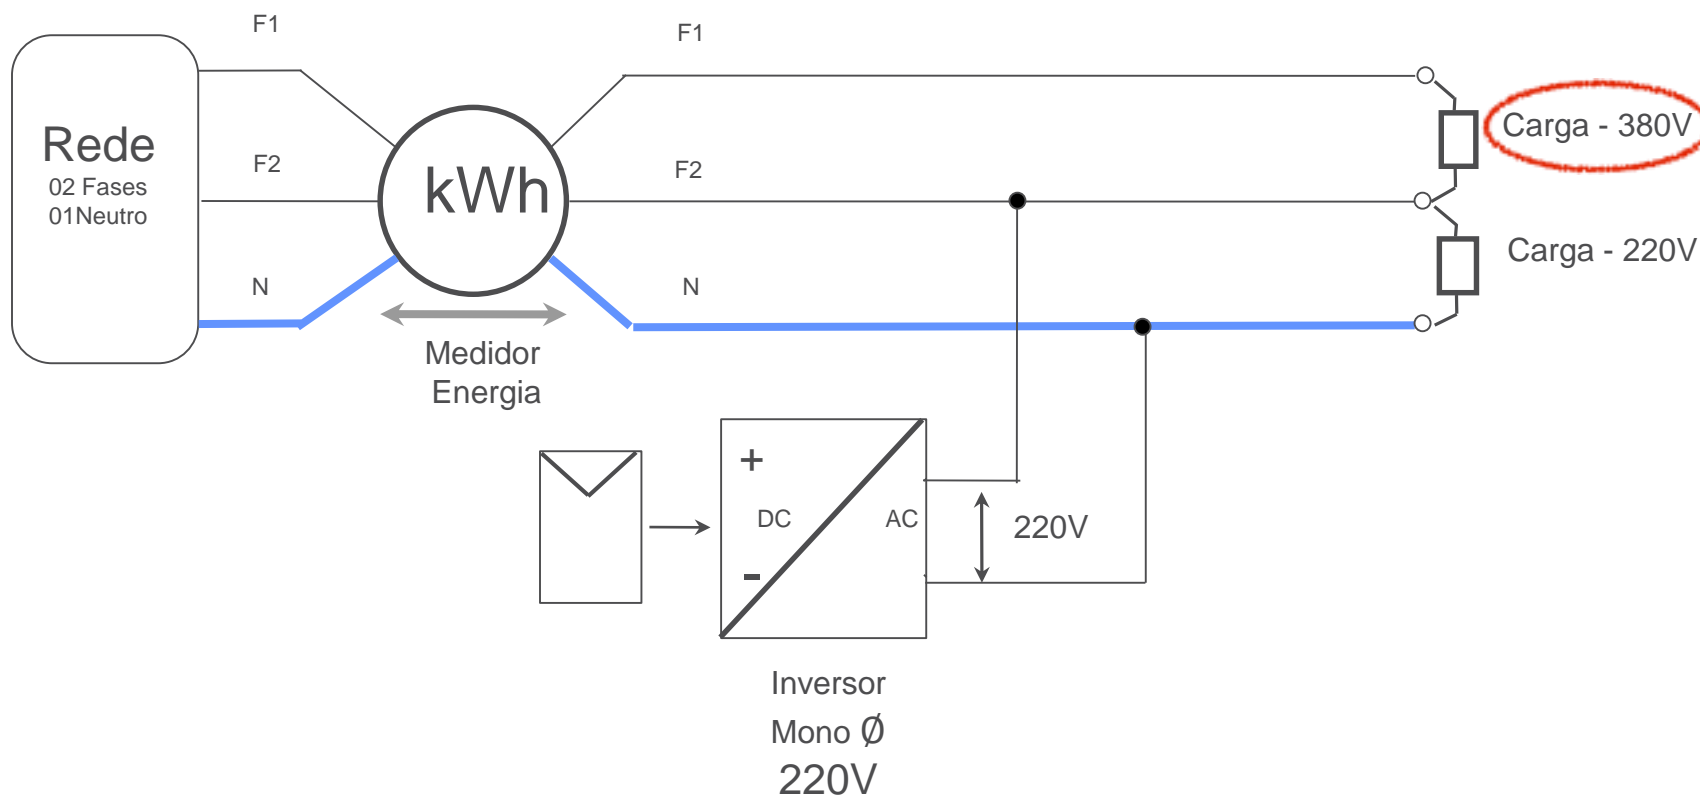 F1
F1
Rede
02 Fases
01Neutro
F2
kWh
F2
Carga - 380V
N
N
Carga - 220V
Medidor
Energia
+
DC
AC
-
220V
Inversor
Mono Ø
220V